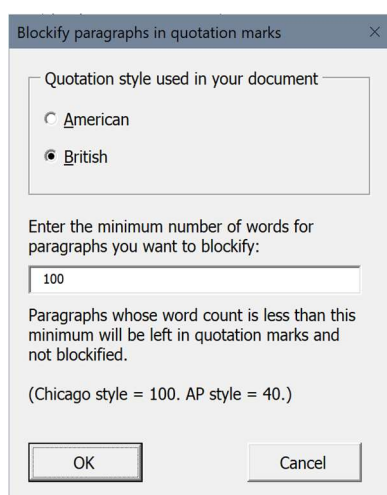 Blockify paragraphs in quotation marks
Quotation style used in your document
American
British
Enter the minimum number of words for
paragraphs you want to blockify:
100
Paragraphs whose word count is less than this
minimum will be left in quotation marks and
not blockified.
(Chicago style = 100. AP style = 40.)
OK
Cancel